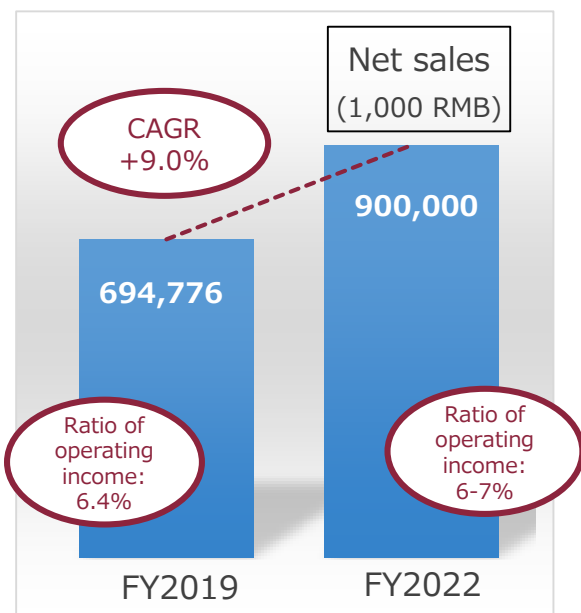 Net sales
(1,000 RMB)
CAGR
+9.0%
900,000
694,776
Ratio of
operating
income:
6.4%
Ratio of
operating
income:
6-7%
FY2019
FY2022